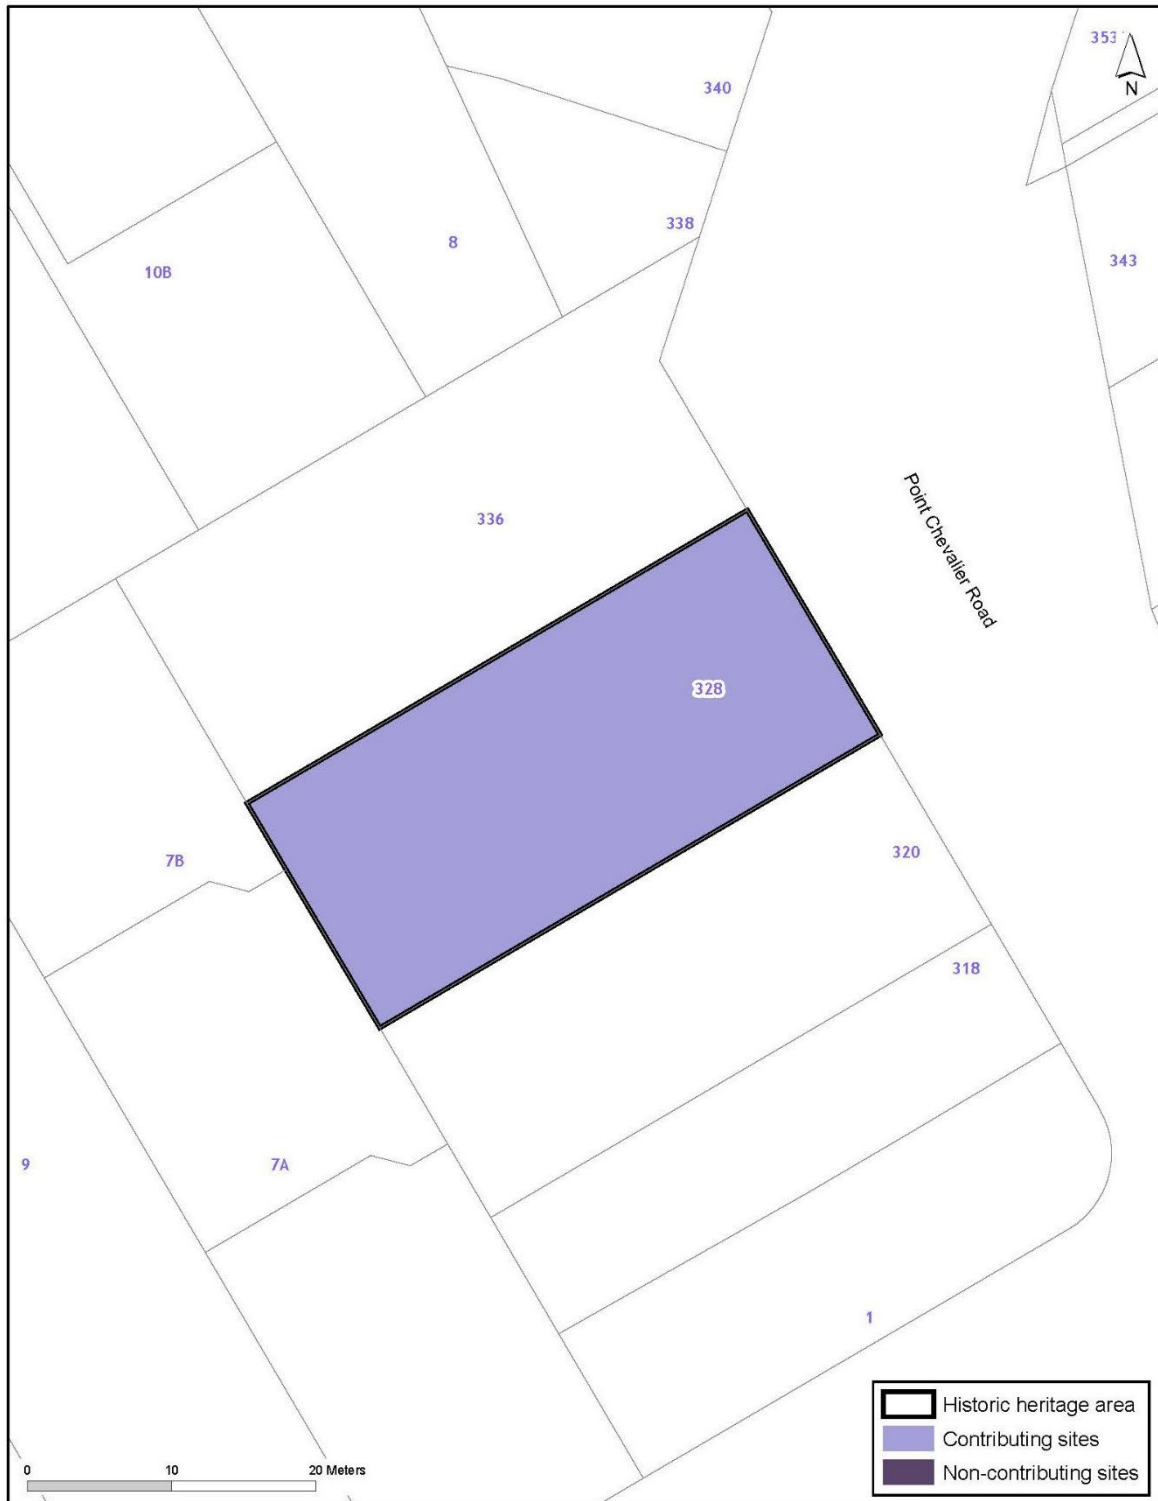 353
N
340
338
8
10B
343
336
Point Chevalier Road
328
7B
320
318
9
7A
1
Historic heritage area
Contributing sites
Non-contributing sites
0 10 20 Meters